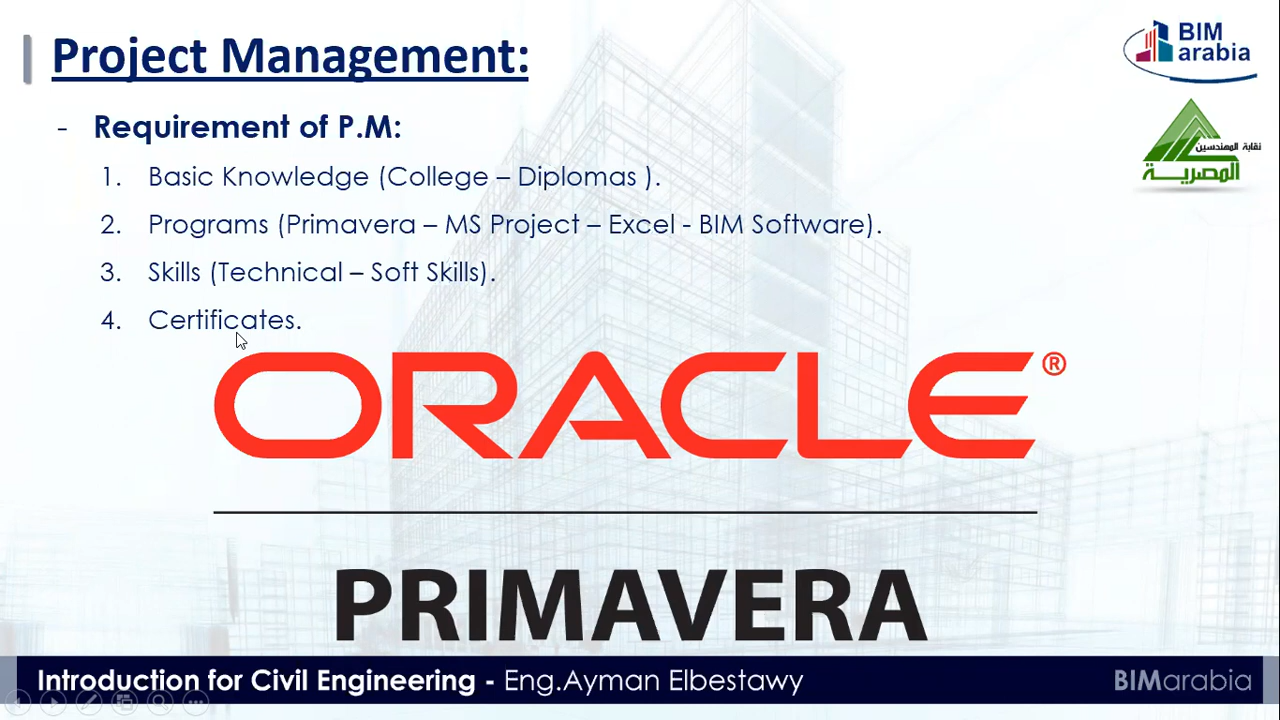 Project Management:
BIM
arabia
- Requirement of P.M:
نقابة المهندسين
المصرية
1. Basic Knowledge (College – Diplomas ).
2. Programs (Primavera – MS Project – Excel - BIM Software).
3. Skills (Technical – Soft Skills).
4. Certificates.
ORACLE®
PRIMAVERA
Introduction for Civil Engineering - Eng.Ayman Elbestawy
BIMarabia